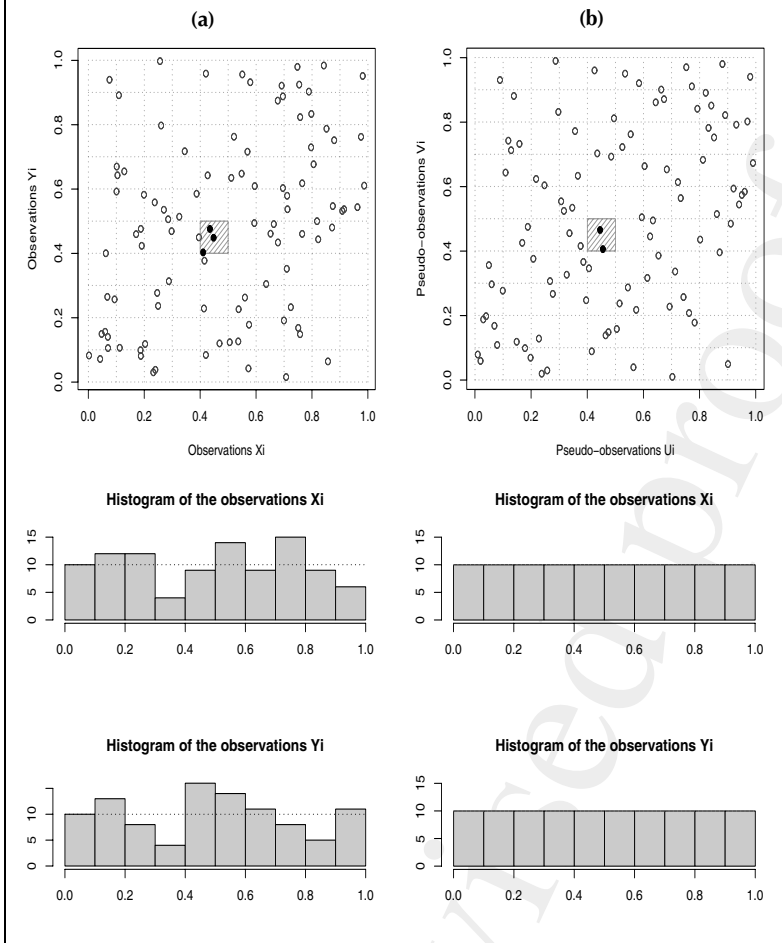 (a)
(b)
1.0
0.8
0.6
0.4
0.2
0.0
Observations Yi
0.0 0.2 0.4 0.6 0.8 1.0
Observations Xi
1.0
0.8
0.6
0.4
0.2
0.0
Pseudo−observations Vi
0.0 0.2 0.4 0.6 0.8 1.0
Pseudo−observations Ui
Histogram of the observations Xi
15
10
5
0
0.0 0.2 0.4 0.6 0.8 1.0
Histogram of the observations Xi
15
10
5
0
0.0 0.2 0.4 0.6 0.8 1.0
Histogram of the observations Yi
10
5
0
0.0 0.2 0.4 0.6 0.8 1.0
Histogram of the observations Yi
15
10
5
0
0.0 0.2 0.4 0.6 0.8 1.0
vised proof